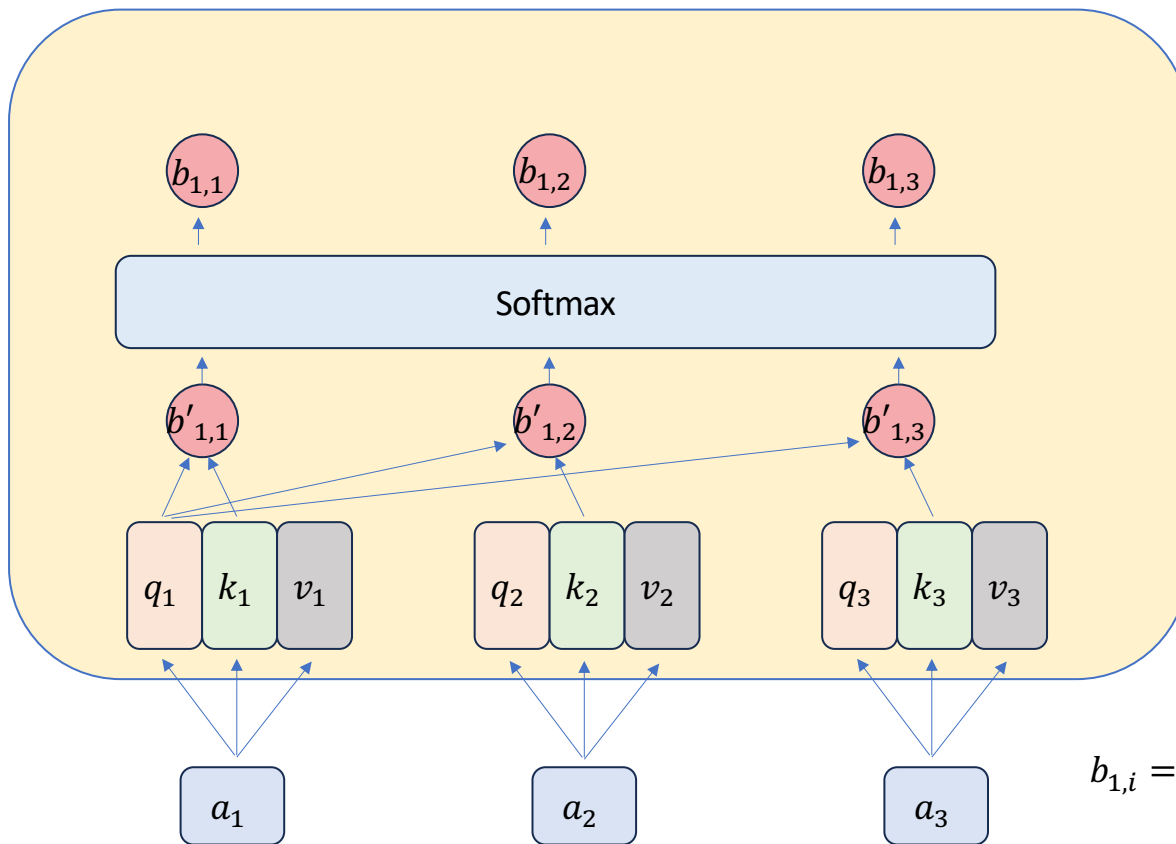 b₁,₁ b₁,₂ b₁,₃
Softmax
b'₁,₁ b'₁,₂ b'₁,₃
q₁ k₁ v₁ q₂ k₂ v₂ q₃ k₃ v₃
b₁,ᵢ =
a₁ a₂ a₃